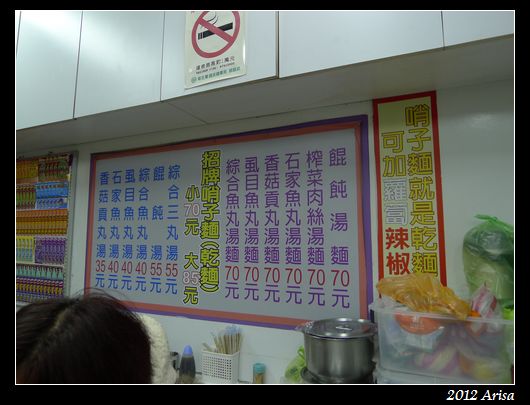 餛飩湯麵70元
榨菜肉絲湯麵70元
石家魚丸湯麵70元
香菇貢丸湯麵70元
虱目魚丸湯麵70元
綜合魚丸湯麵70元
招牌哨子麵(乾麵)
小70元 大85元
綜合三丸湯55元
餛飩湯55元
綜合魚丸湯40元
虱目魚丸湯40元
石家魚丸湯40元
香菇貢丸湯35元
哨子麵就是乾麵
可加羅宮辣椒
2012 Arisa